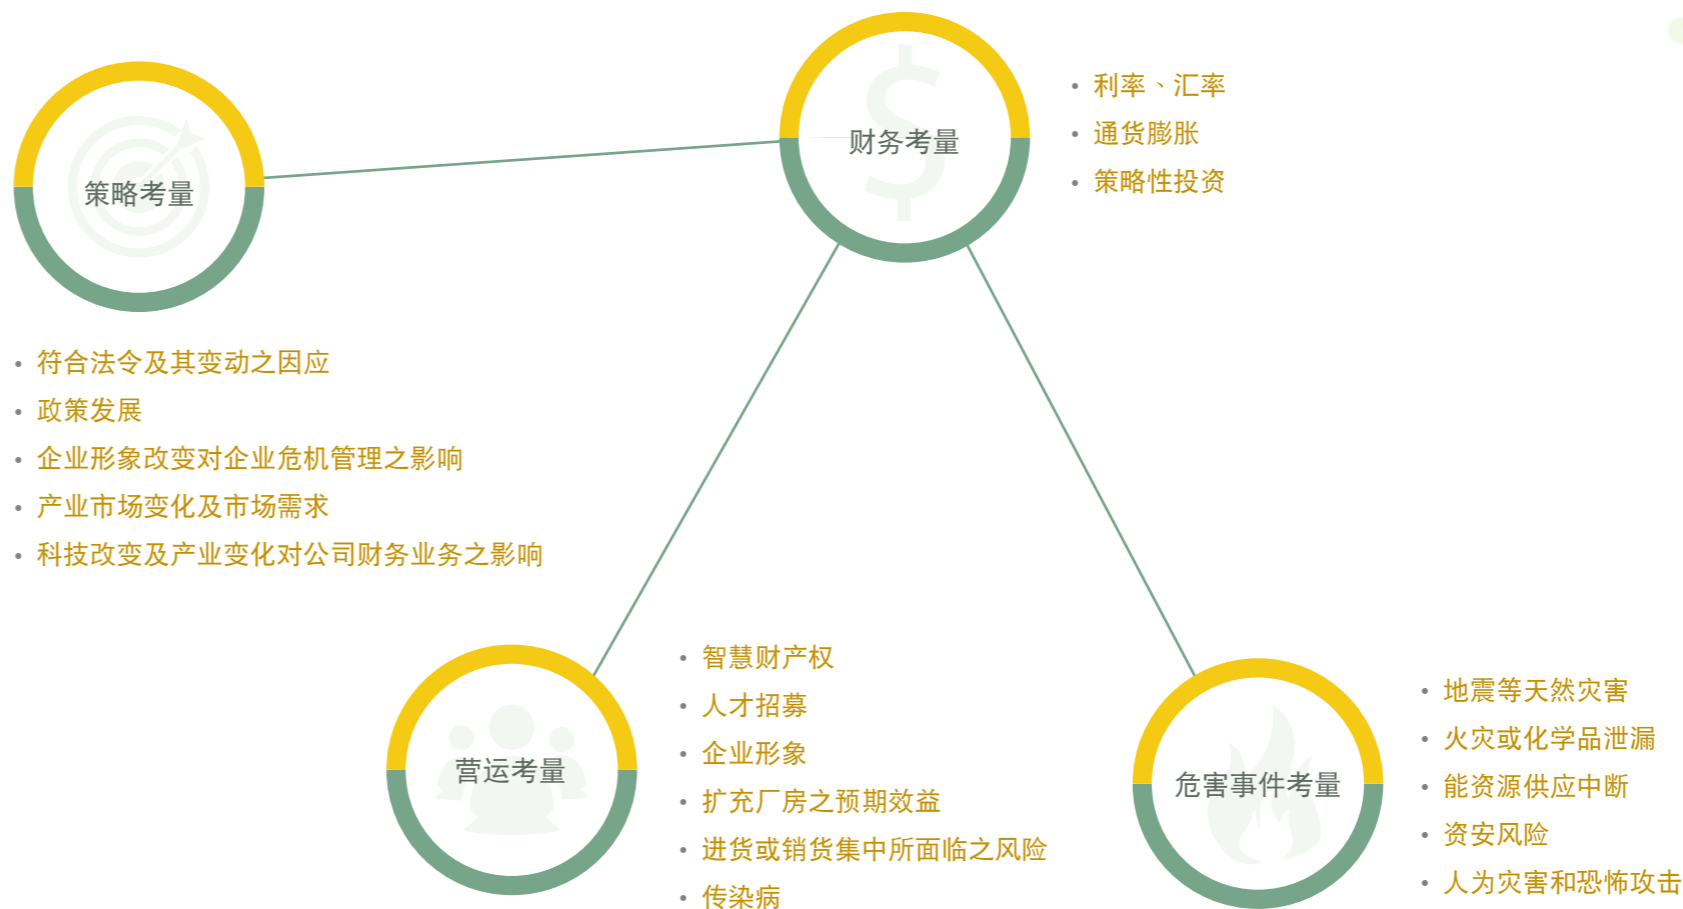 策略考量
• 符合法令及其变动之因应
• 政策发展
• 企业形象改变对企业危机管理之影响
• 产业市场变化及市场需求
• 科技改变及产业变化对公司财务业务之影响
财务考量
• 利率、汇率
• 通货膨胀
• 策略性投资
营运考量
• 智慧财产权
• 人才招募
• 企业形象
• 扩充厂房之预期效益
• 进货或销货集中所面临之风险
• 传染病
危害事件考量
• 地震等天然灾害
• 火灾或化学品泄漏
• 能资源供应中断
• 资安风险
• 人为灾害和恐怖攻击